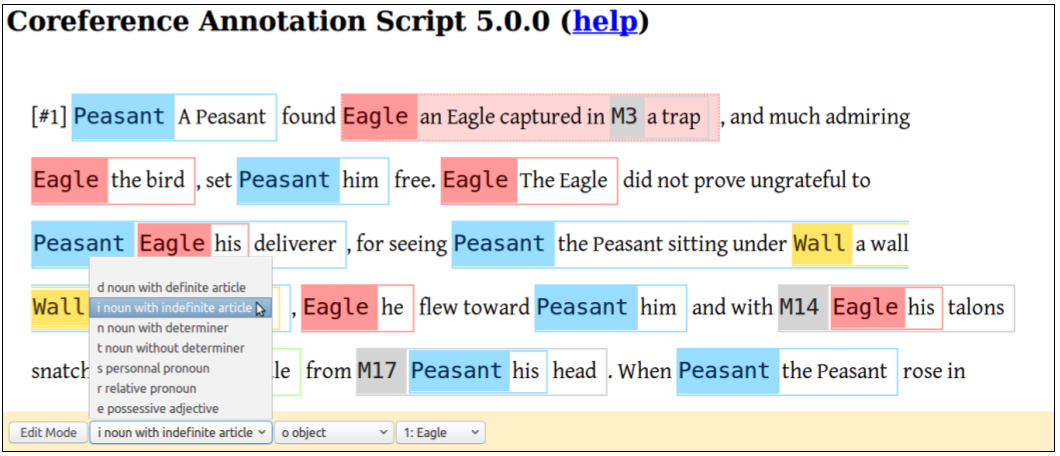 Coreference Annotation Script 5.0.0 (help)
[#1] Peasant A Peasant found Eagle an Eagle captured in M3 a trap , and much admiring
Eagle the bird , set Peasant him free. Eagle The Eagle did not prove ungrateful to
Peasant Eagle his deliverer , for seeing Peasant the Peasant sitting under Wall a wall
Wall , Eagle he flew toward Peasant him and with M14 Eagle his talons
snatch le from M17 Peasant his head . When Peasant the Peasant rose in
d noun with definite article
i noun with indefinite article
n noun with determiner
t noun without determiner
s personnal pronoun
r relative pronoun
e possessive adjective
Edit Mode i noun with indefinite article o object 1: Eagle